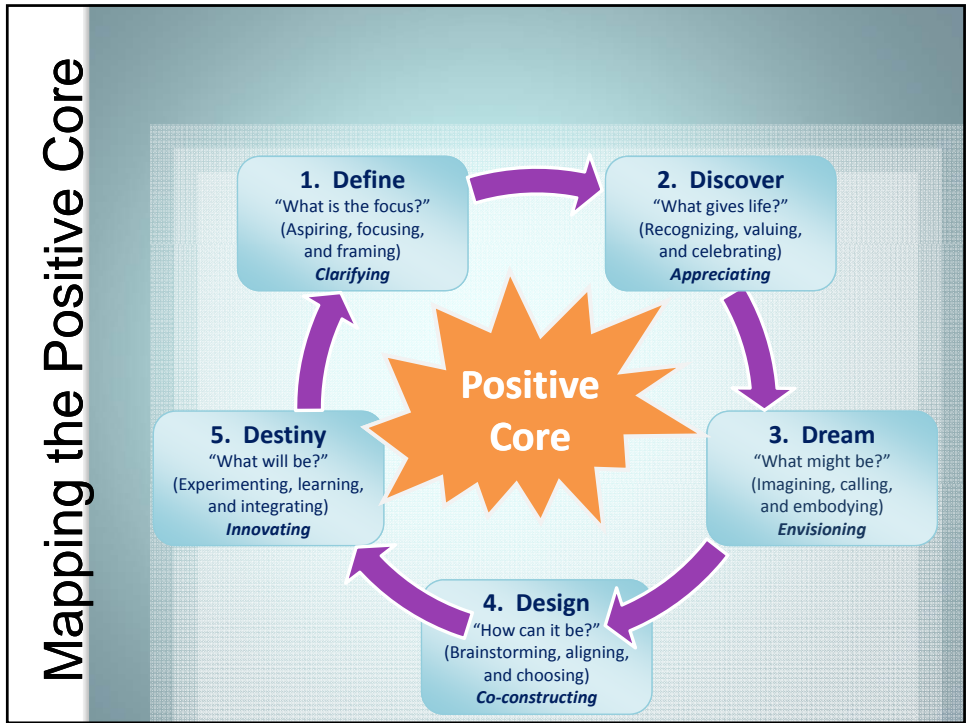 Mapping the Positive Core
1. Define
“What is the focus?”
(Aspiring, focusing,
and framing)
Clarifying
2. Discover
“What gives life?”
(Recognizing, valuing,
and celebrating)
Appreciating
3. Dream
“What might be?”
(Imagining, calling,
and embodying)
Envisioning
4. Design
“How can it be?”
(Brainstorming, aligning,
and choosing)
Co-constructing
5. Destiny
“What will be?”
(Experimenting, learning,
and integrating)
Innovating
Positive
Core